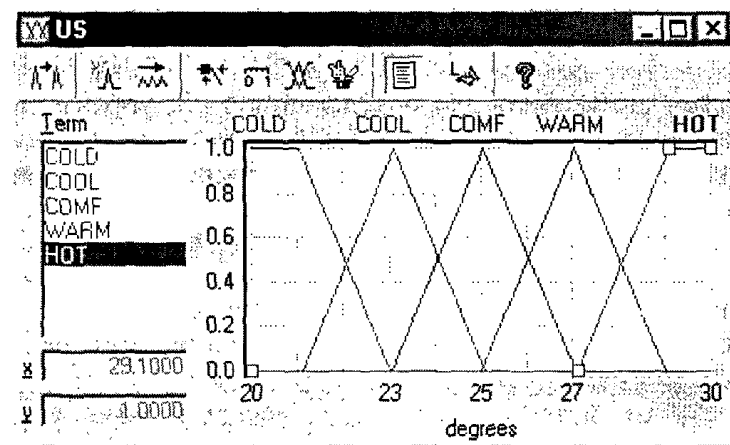 US
Term
COLD COOL COMF WARM HOT
COLD
COOL
COMF
WARM
HOT
1.0
0.8
0.6
0.4
0.2
0.0
20 23 25 27 30
degrees
x 29.1000
y 1.0000